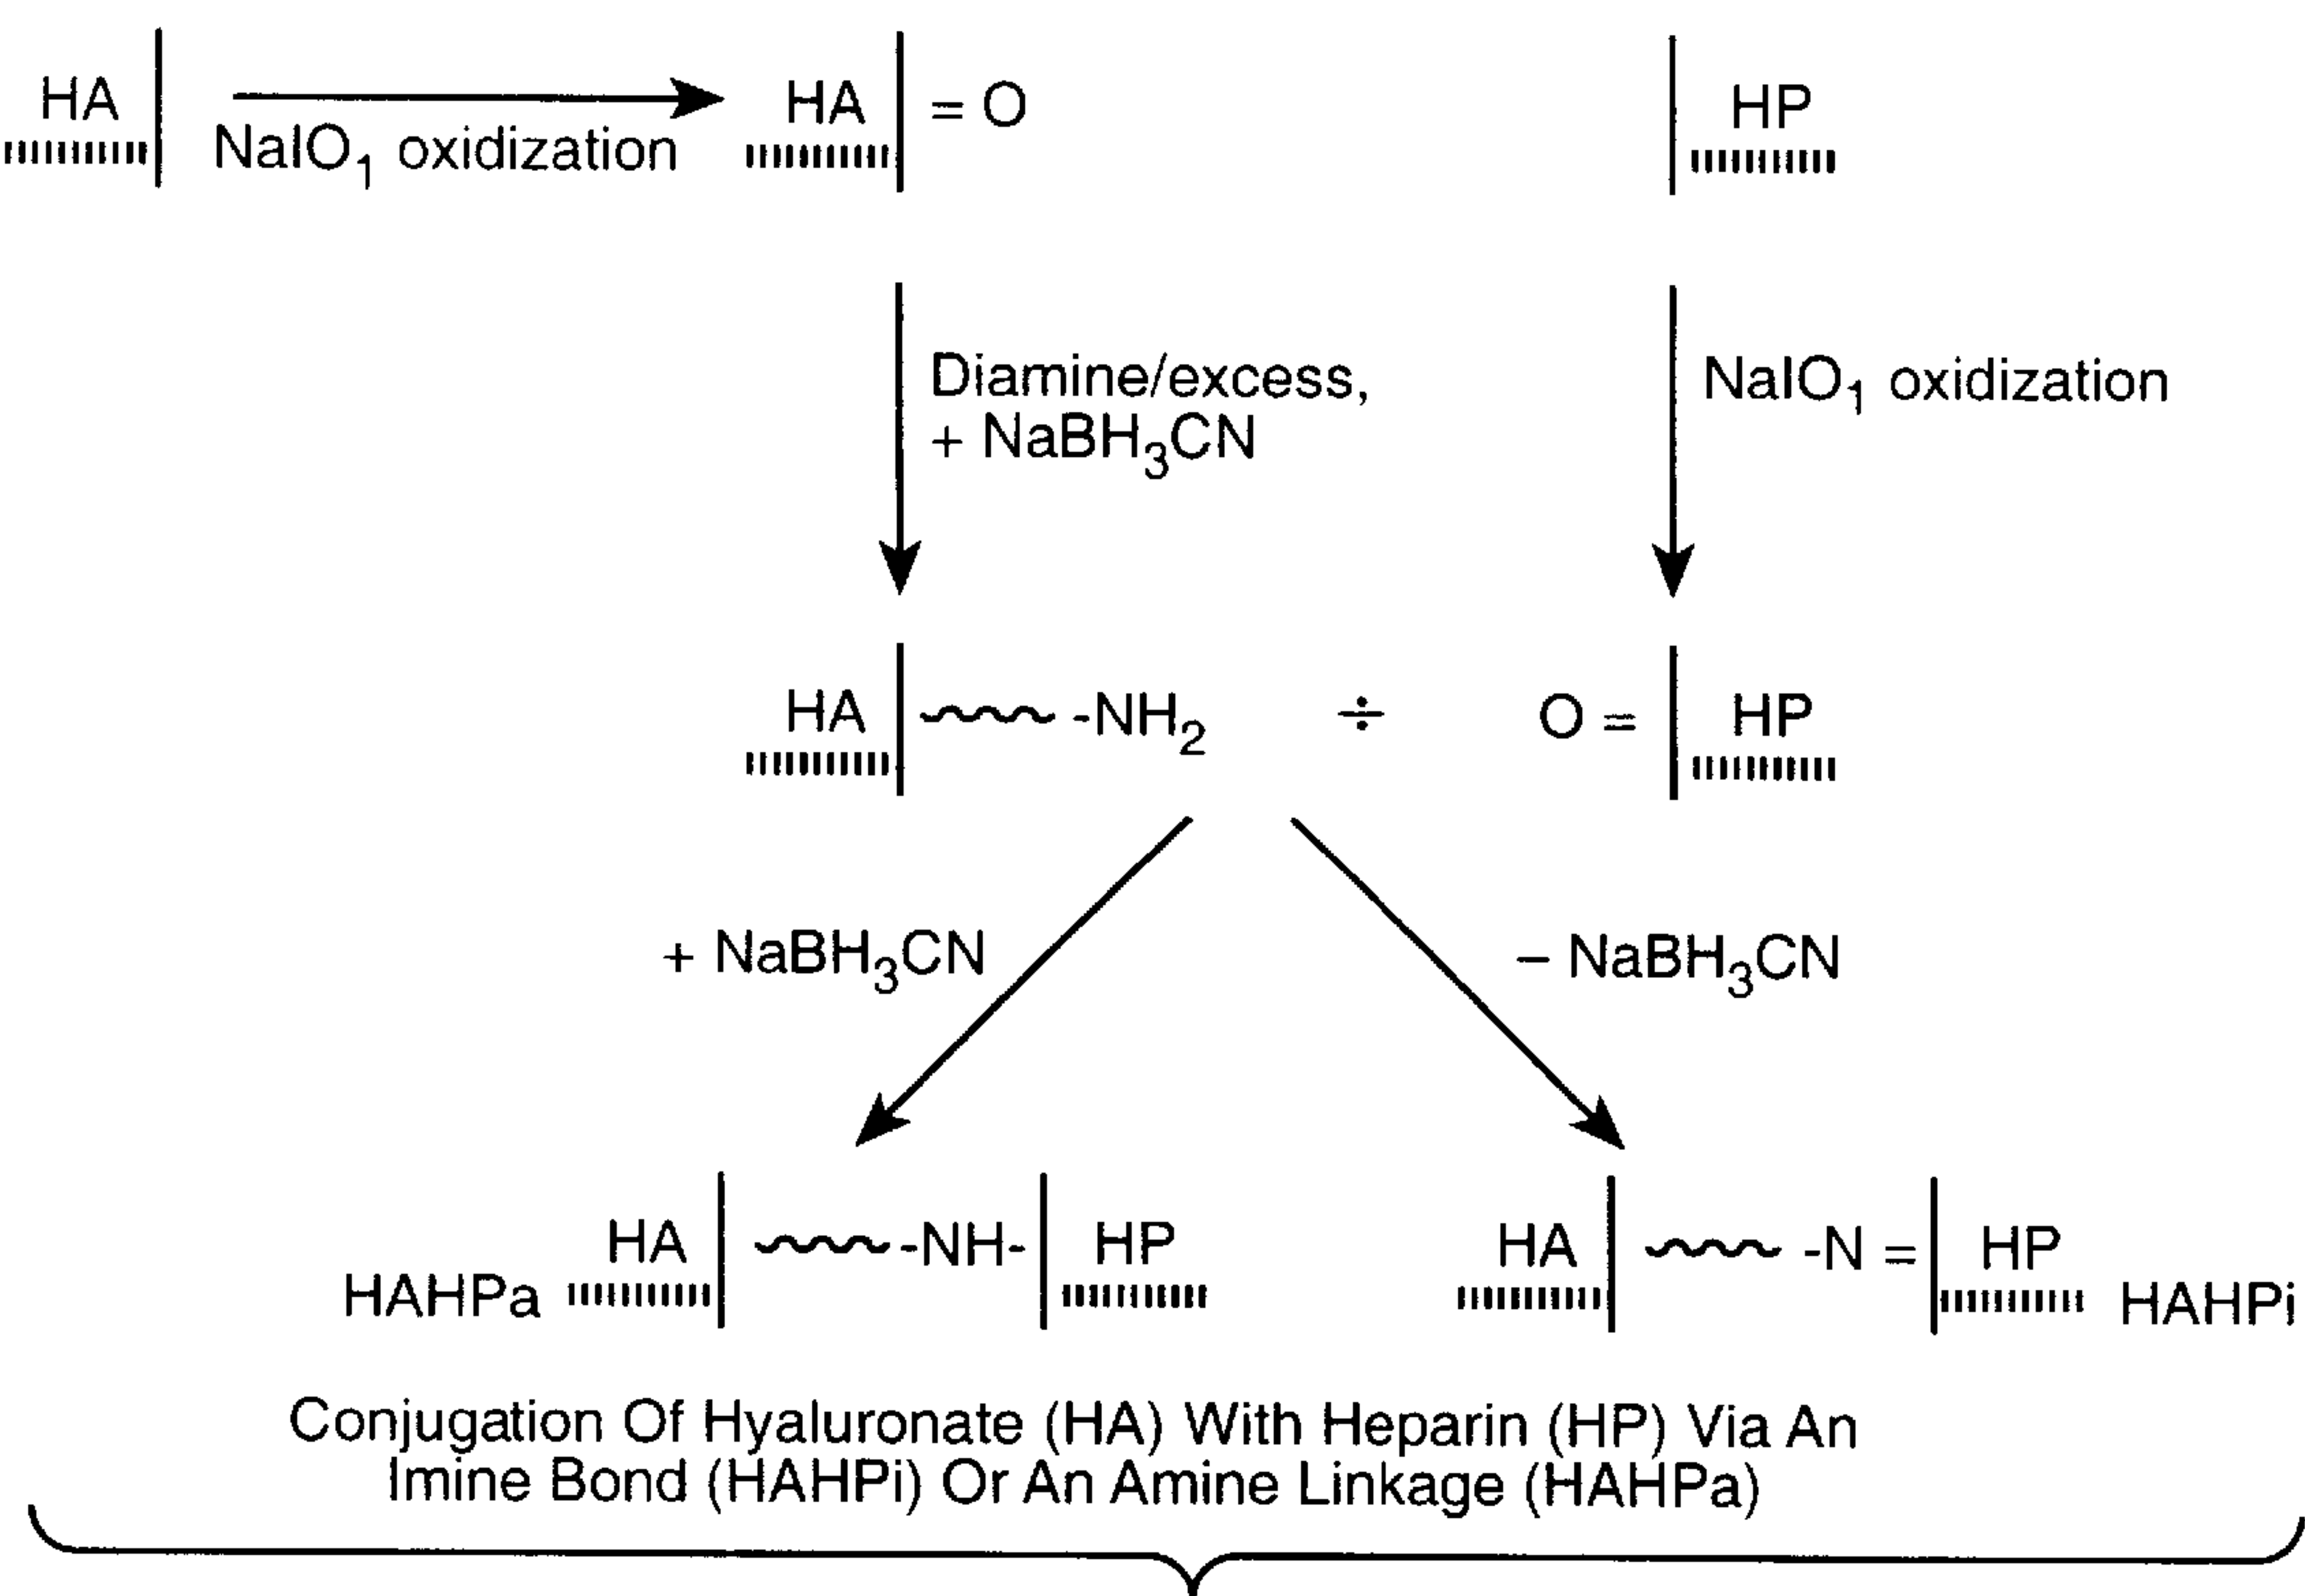 HA
NaIO1 oxidization
HA
= O
HP
Diamine/excess,
+ NaBH3CN
NaIO1 oxidization
HA
-NH2
÷
O =
HP
+ NaBH3CN
– NaBH3CN
HA
-NH-
HP
HAHPa
HA
-N =
HP
HAHPi
Conjugation Of Hyaluronate (HA) With Heparin (HP) Via An
Imine Bond (HAHPi) Or An Amine Linkage (HAHPa)